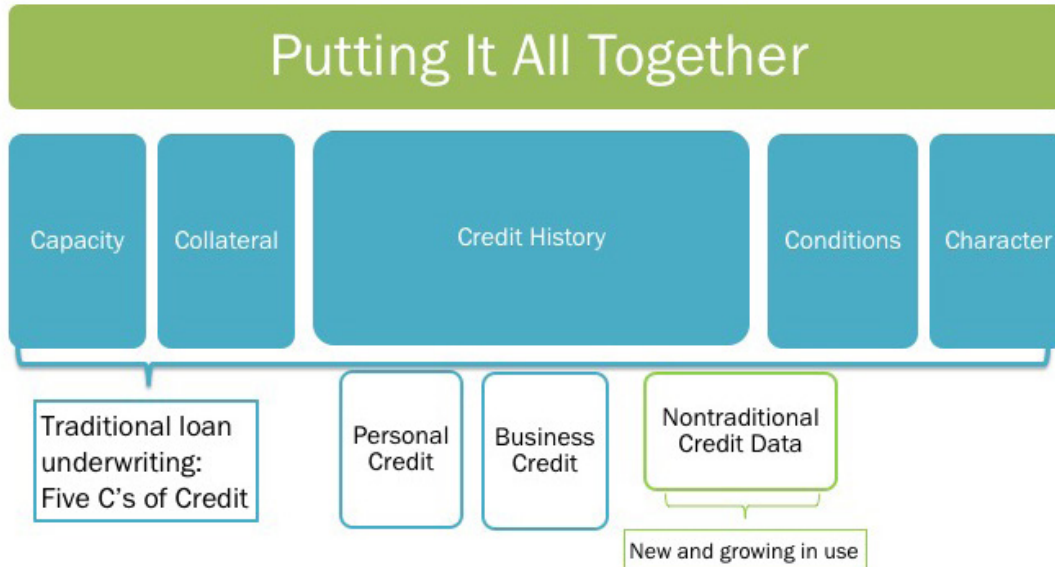 Putting It All Together
Capacity
Collateral
Credit History
Conditions
Character
Traditional loan
underwriting:
Five C's of Credit
Personal
Credit
Business
Credit
Nontraditional
Credit Data
New and growing in use